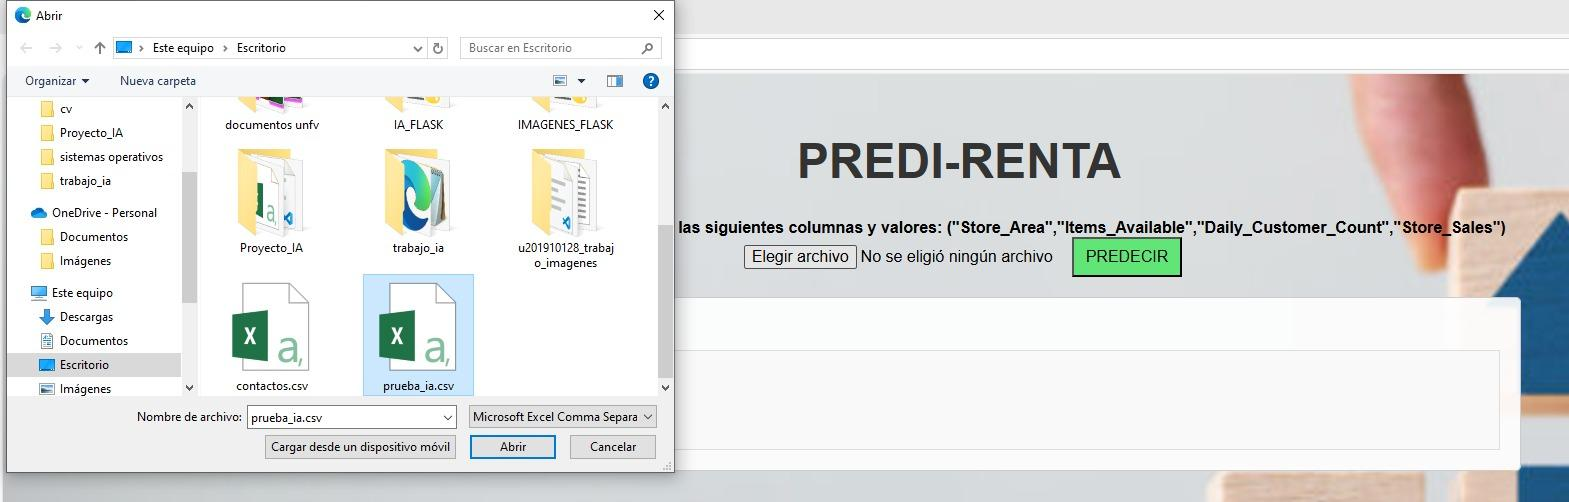 Abrir
Este equipo > Escritorio
Buscar en Escritorio
Organizar
Nueva carpeta
cv
Proyecto_IA
sistemas operativos
trabajo_ia
OneDrive - Personal
Documentos
Imágenes
Este equipo
Descargas
Documentos
Escritorio
Imágenes
documentos unfv
IA_FLASK
IMAGENES_FLASK
Proyecto_IA
trabajo_ia
u201910128_trabaj
o_imagenes
X a,
X a,
contactos.csv
prueba_ia.csv
Nombre de archivo: prueba_ia.csv
Microsoft Excel Comma Separa
Cargar desde un dispositivo móvil
Abrir
Cancelar
PREDI-RENTA
las siguientes columnas y valores: ("Store_Area","Items_Available","Daily_Customer_Count","Store_Sales")
Elegir archivo No se eligió ningún archivo PREDECIR